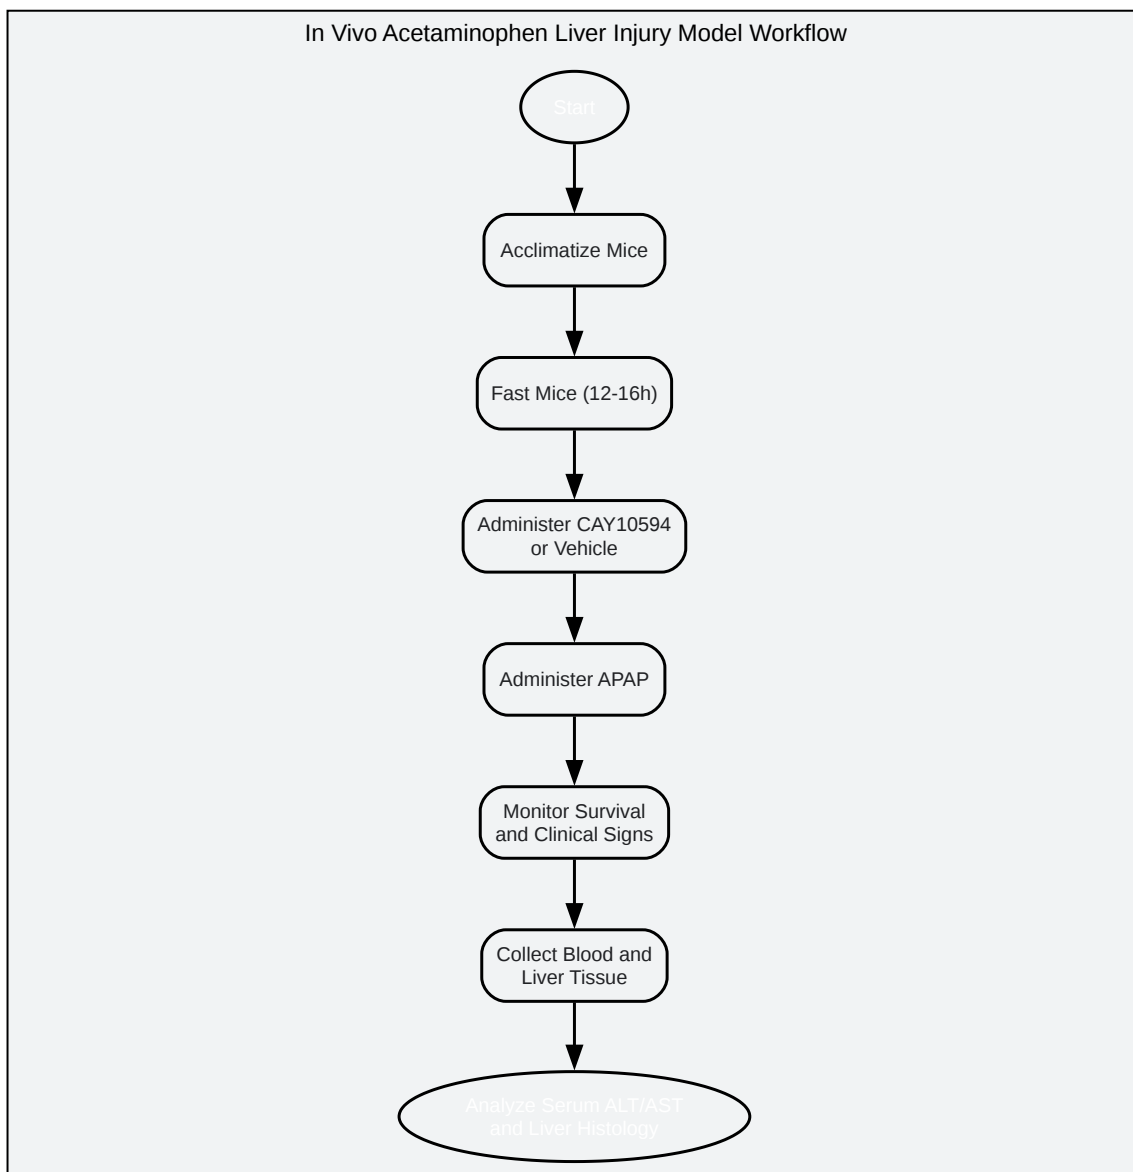 In Vivo Acetaminophen Liver Injury Model Workflow
Start
Acclimatize Mice
Fast Mice (12-16h)
Administer CAY10594
or Vehicle
Administer APAP
Monitor Survival
and Clinical Signs
Collect Blood and
Liver Tissue
Analyze Serum ALT/AST
and Liver Histology